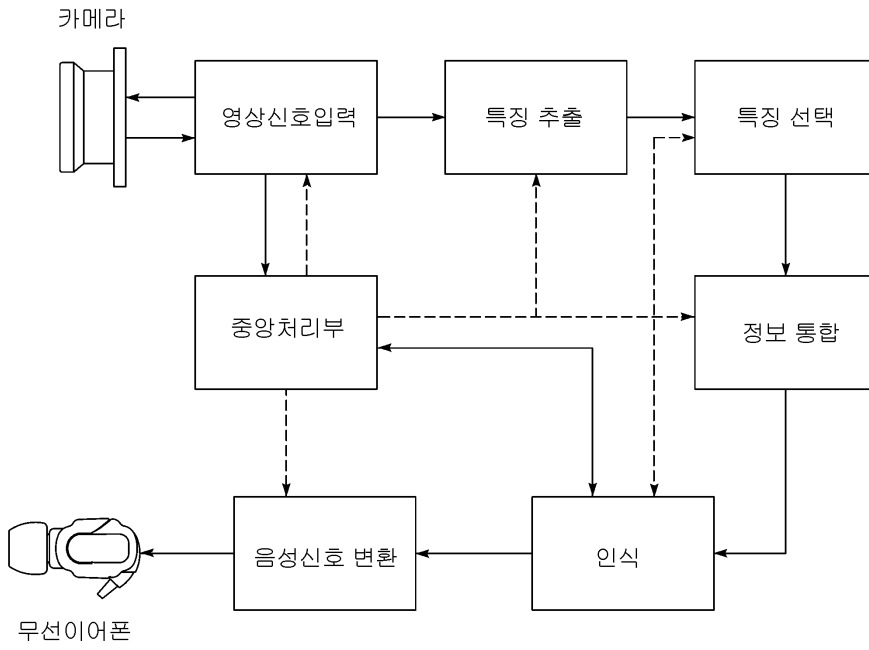 카메라
영상신호입력
특징 추출
특징 선택
중앙처리부
정보 통합
음성신호 변환
인식
무선이어폰